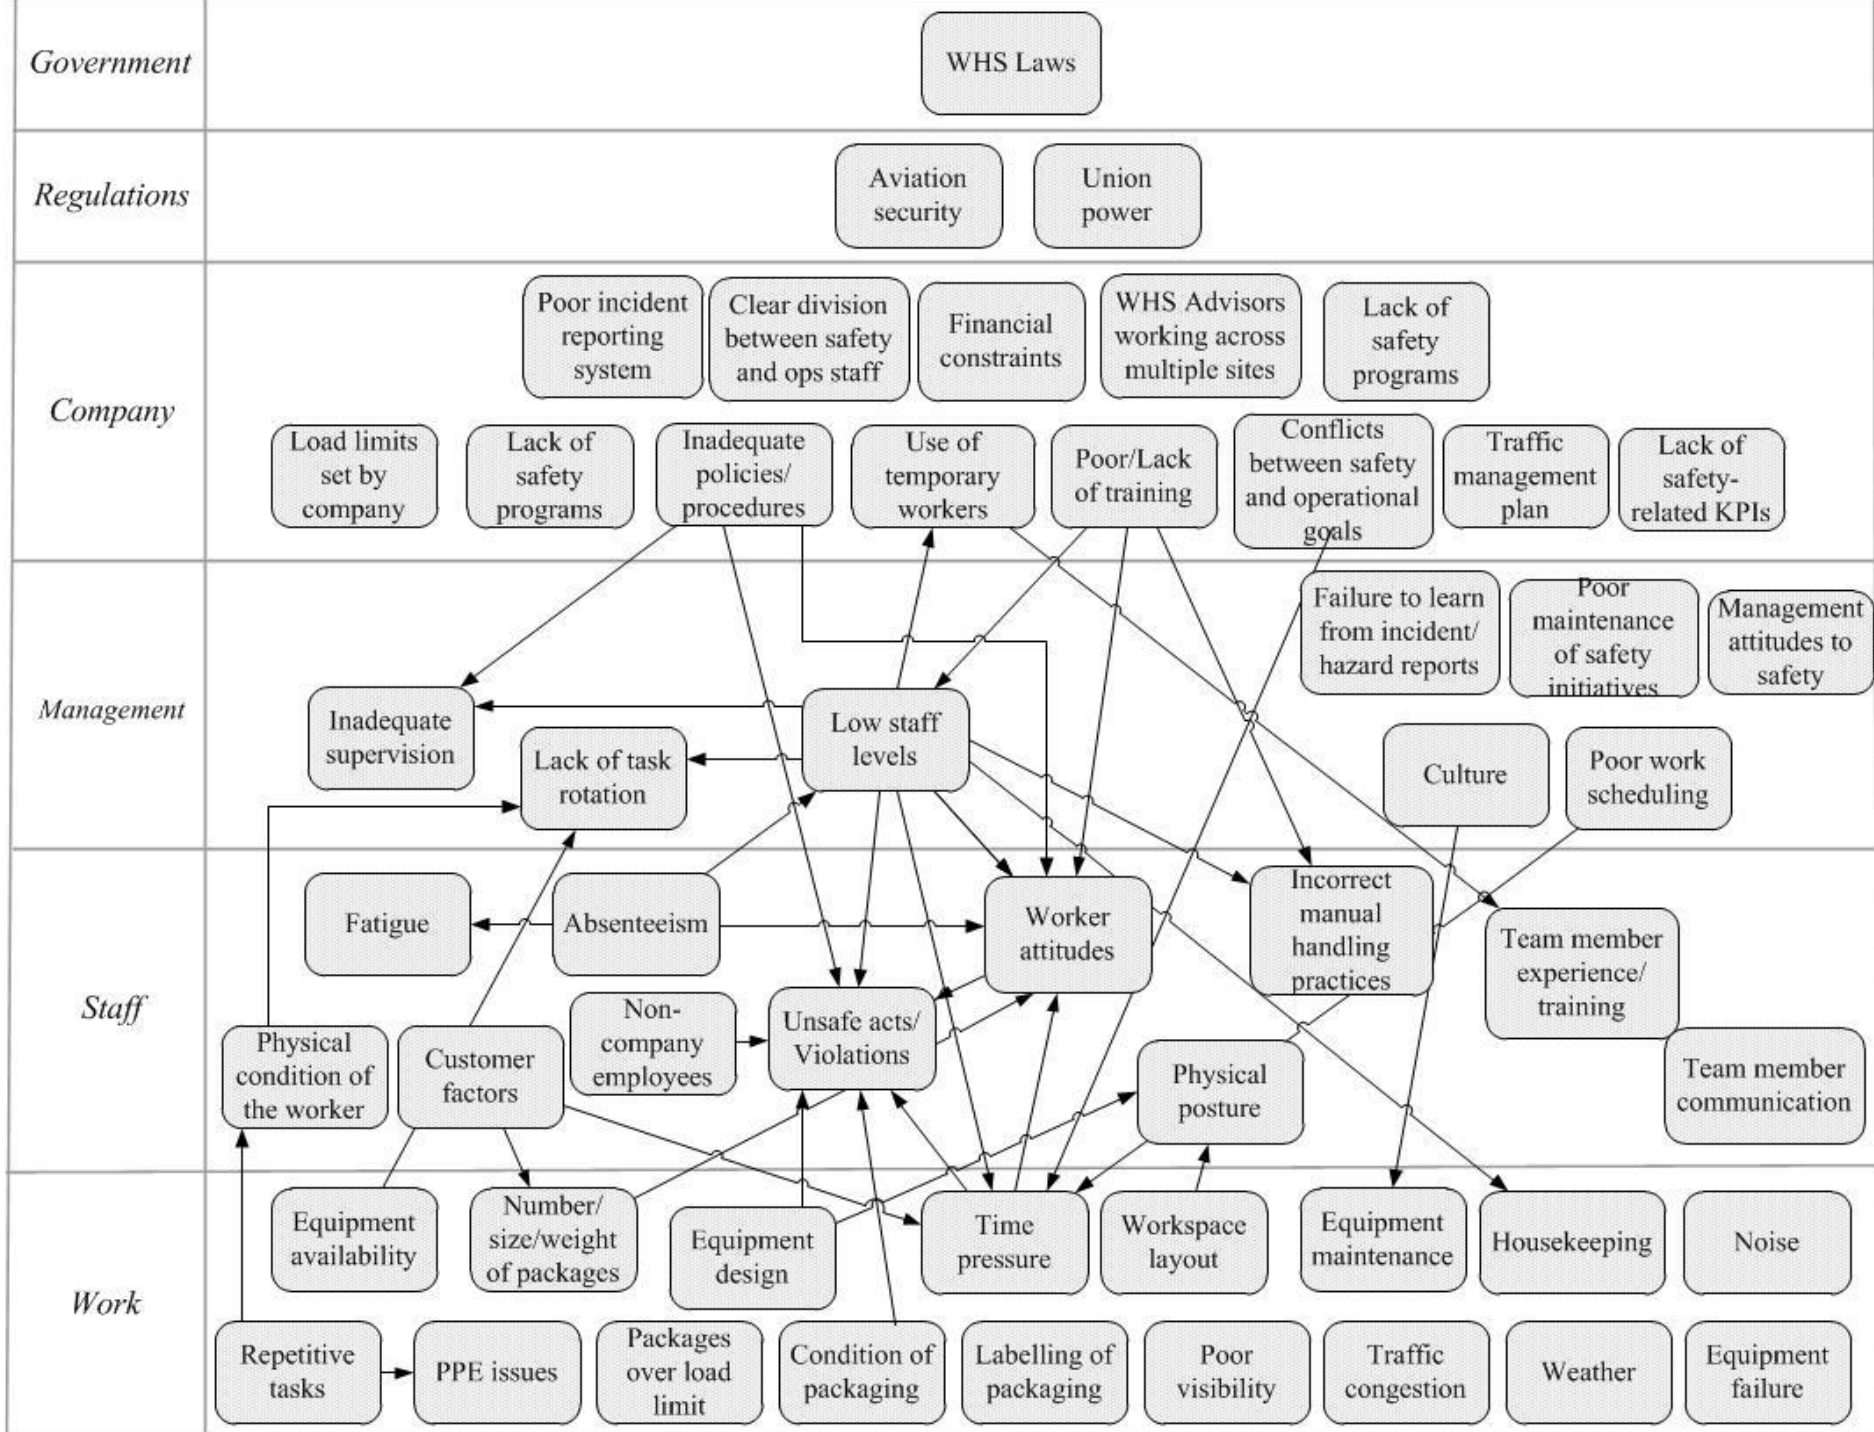 Government
WHS Laws
Regulations
Aviation
security
Union
power
Company
Poor incident
reporting
system
Clear division
between safety
and ops staff
Financial
constraints
WHS Advisors
working across
multiple sites
Lack of
safety
programs
Load limits
set by
company
Lack of
safety
programs
Inadequate
policies/
procedures
Use of
temporary
workers
Poor/Lack
of training
Conflicts
between safety
and operational
goals
Traffic
management
plan
Lack of
safety-
related KPIs
Management
Failure to learn
from incident/
hazard reports
Poor
maintenance
of safety
initiatives
Management
attitudes to
safety
Inadequate
supervision
Lack of task
rotation
Low staff
levels
Culture
Poor work
scheduling
Staff
Fatigue
Absenteeism
Worker
attitudes
Incorrect
manual
handling
practices
Team member
experience/
training
Physical
condition of
the worker
Customer
factors
Non-
company
employees
Unsafe acts/
Violations
Physical
posture
Team member
communication
Work
Equipment
availability
Number/
size/weight
of packages
Equipment
design
Time
pressure
Workspace
layout
Equipment
maintenance
Housekeeping
Noise
Repetitive
tasks
PPE issues
Packages
over load
limit
Condition of
packaging
Labelling of
packaging
Poor
visibility
Traffic
congestion
Weather
Equipment
failure